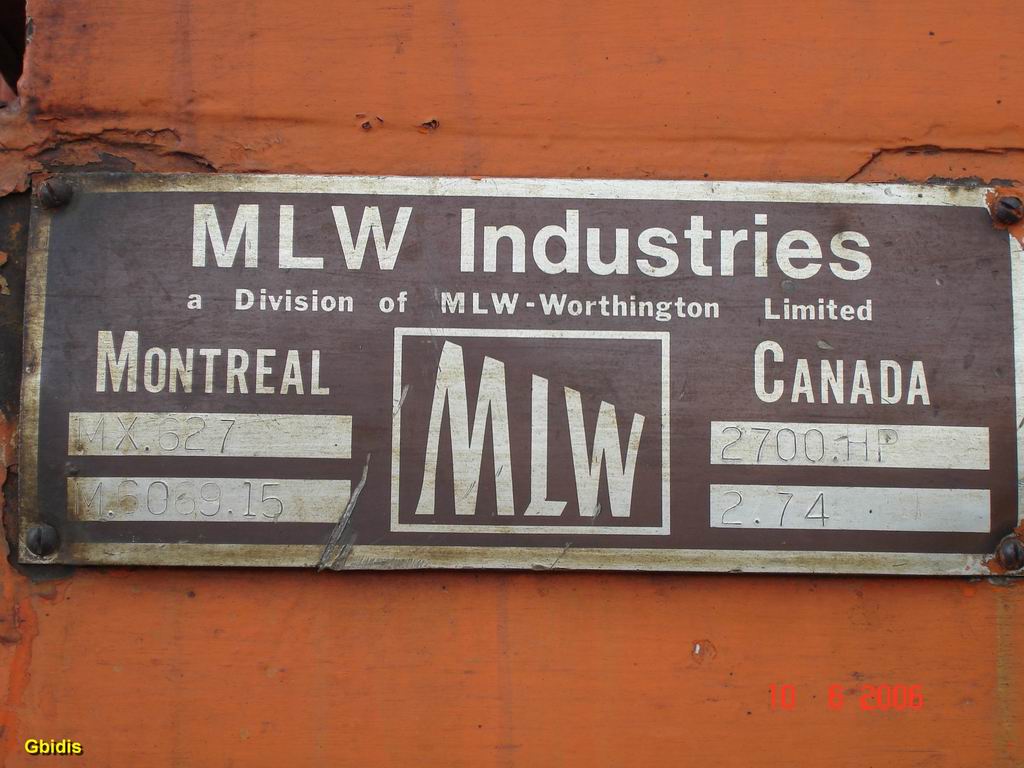 MLW Industries
a Division of MLW-Worthington Limited
MONTREAL
CANADA
MX.627
2700.HP
M.6069.15
2.74
MLW
10 6 2006
Gbidis